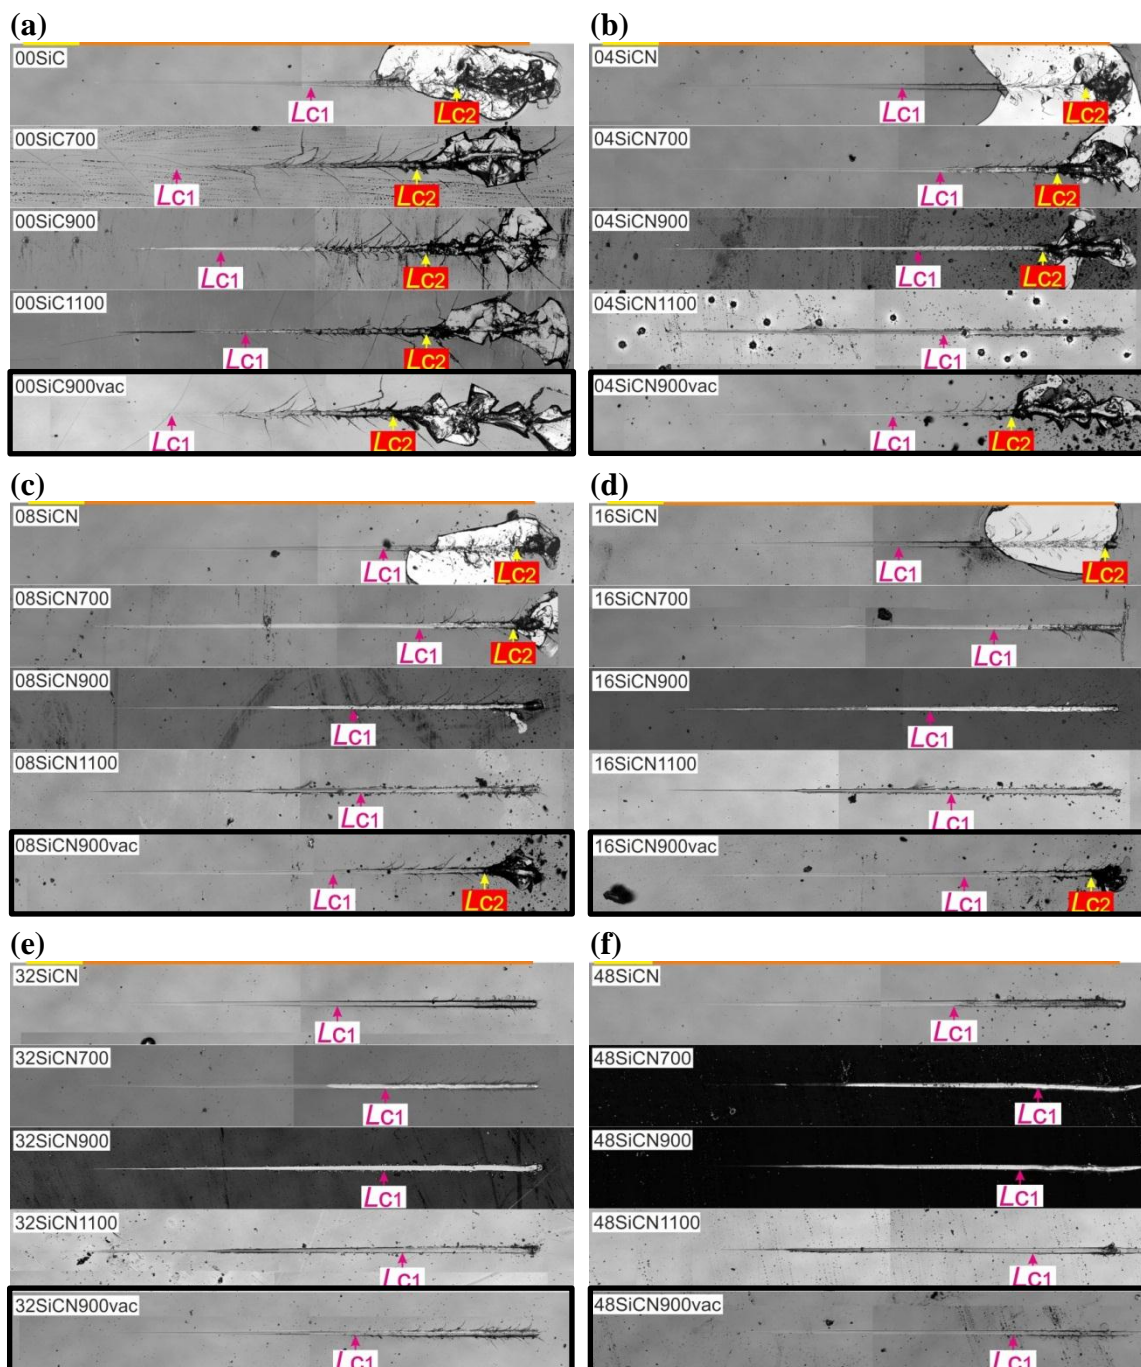 (a)
00SiC
LC1
LC2
00SiC700
LC1
LC2
00SiC900
LC1
LC2
00SiC1100
LC1
LC2
00SiC900vac
LC1
LC2
(b)
04SiCN
LC1
LC2
04SiCN700
LC1
LC2
04SiCN900
LC1
LC2
04SiCN1100
LC1
04SiCN900vac
LC1
LC2
(c)
08SiCN
LC1
LC2
08SiCN700
LC1
LC2
08SiCN900
LC1
08SiCN1100
LC1
08SiCN900vac
LC1
LC2
(d)
16SiCN
LC1
LC2
16SiCN700
LC1
16SiCN900
LC1
16SiCN1100
LC1
16SiCN900vac
LC1
LC2
(e)
32SiCN
LC1
32SiCN700
LC1
32SiCN900
LC1
32SiCN1100
LC1
32SiCN900vac
LC1
(f)
48SiCN
LC1
48SiCN700
LC1
48SiCN900
LC1
48SiCN1100
LC1
48SiCN900vac
LC1